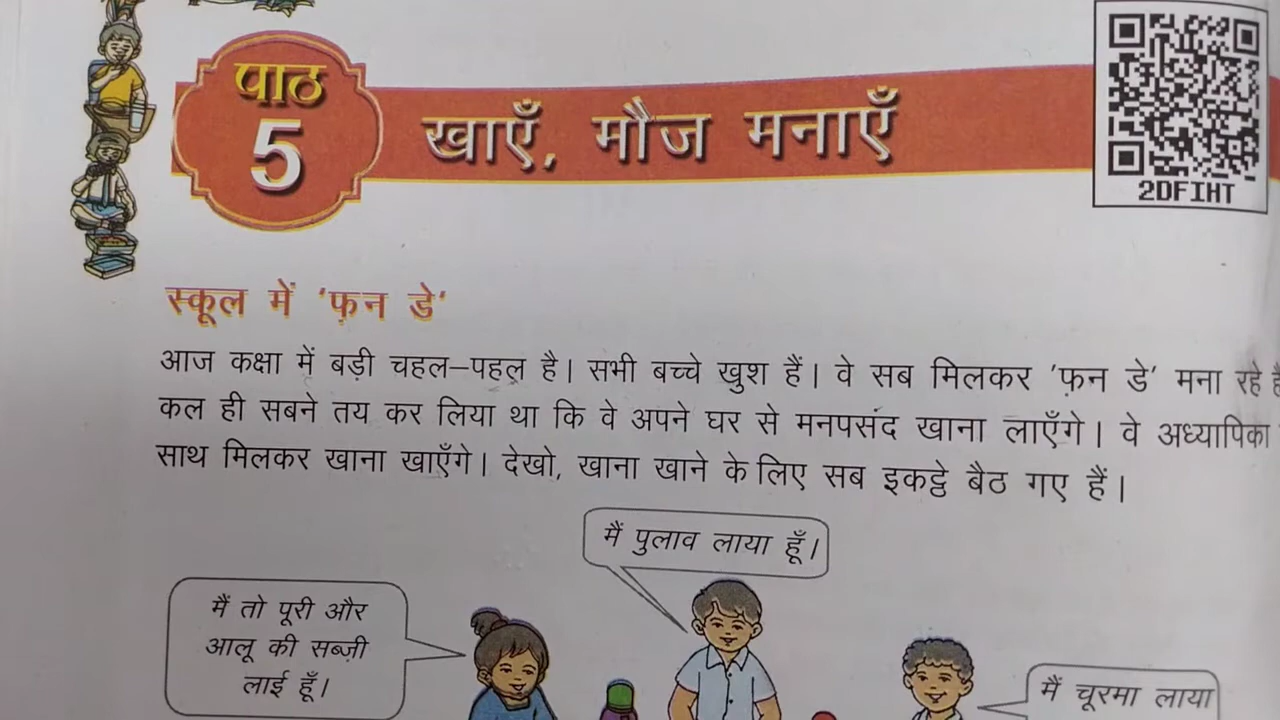 पाठ
5
खाएँ, मौज मनाएँ
2DFIHT
स्कूल में 'फ़न डे'
आज कक्षा में बड़ी चहल–पहल है। सभी बच्चे खुश हैं। वे सब मिलकर 'फ़न डे' मना रहे
कल ही सबने तय कर लिया था कि वे अपने घर से मनपसंद खाना लाएँगे। वे अध्यापिका
साथ मिलकर खाना खाएँगे। देखो, खाना खाने के लिए सब इकट्ठे बैठ गए हैं।
मैं पुलाव लाया हूँ।
मैं तो पूरी और
आलू की सब्ज़ी
लाई हूँ।
मैं चूरमा लाया